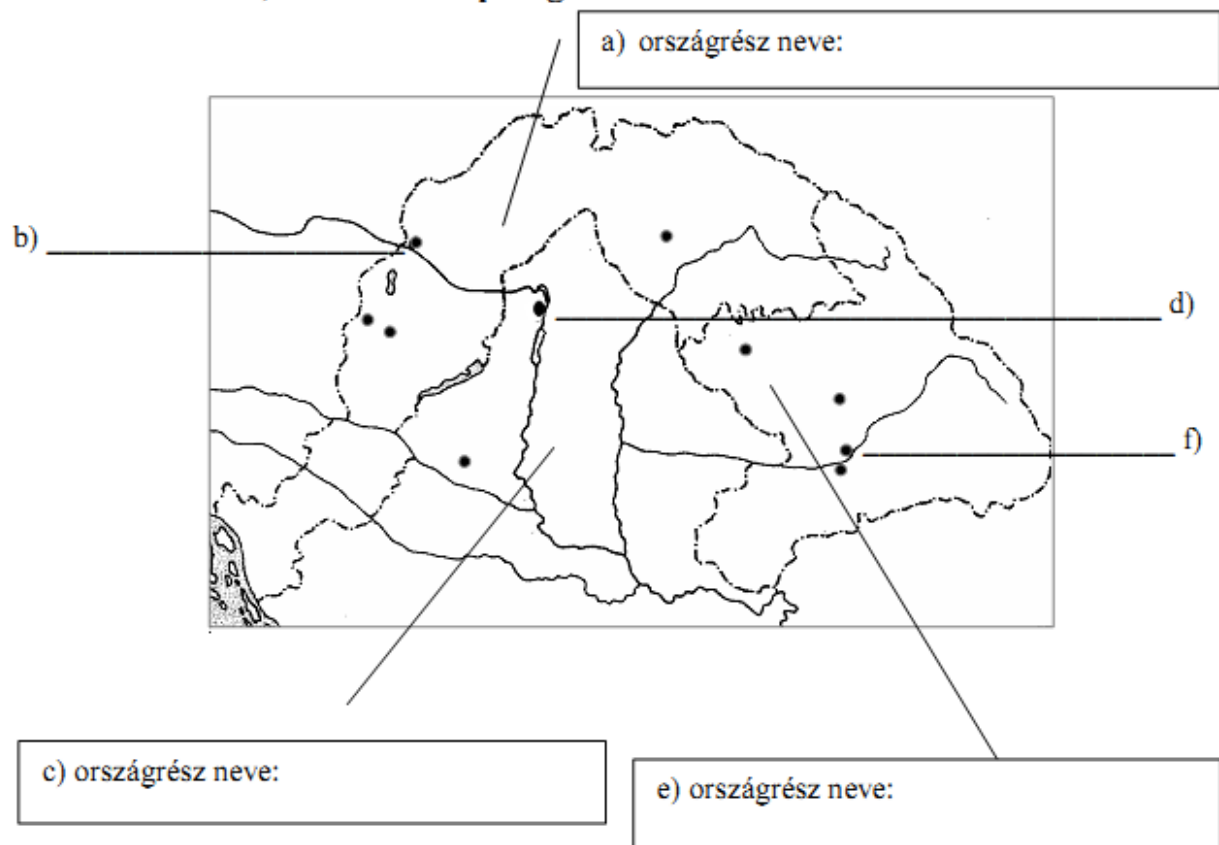 a) országrész neve:
b)
d)
f)
c) országrész neve:
e) országrész neve: